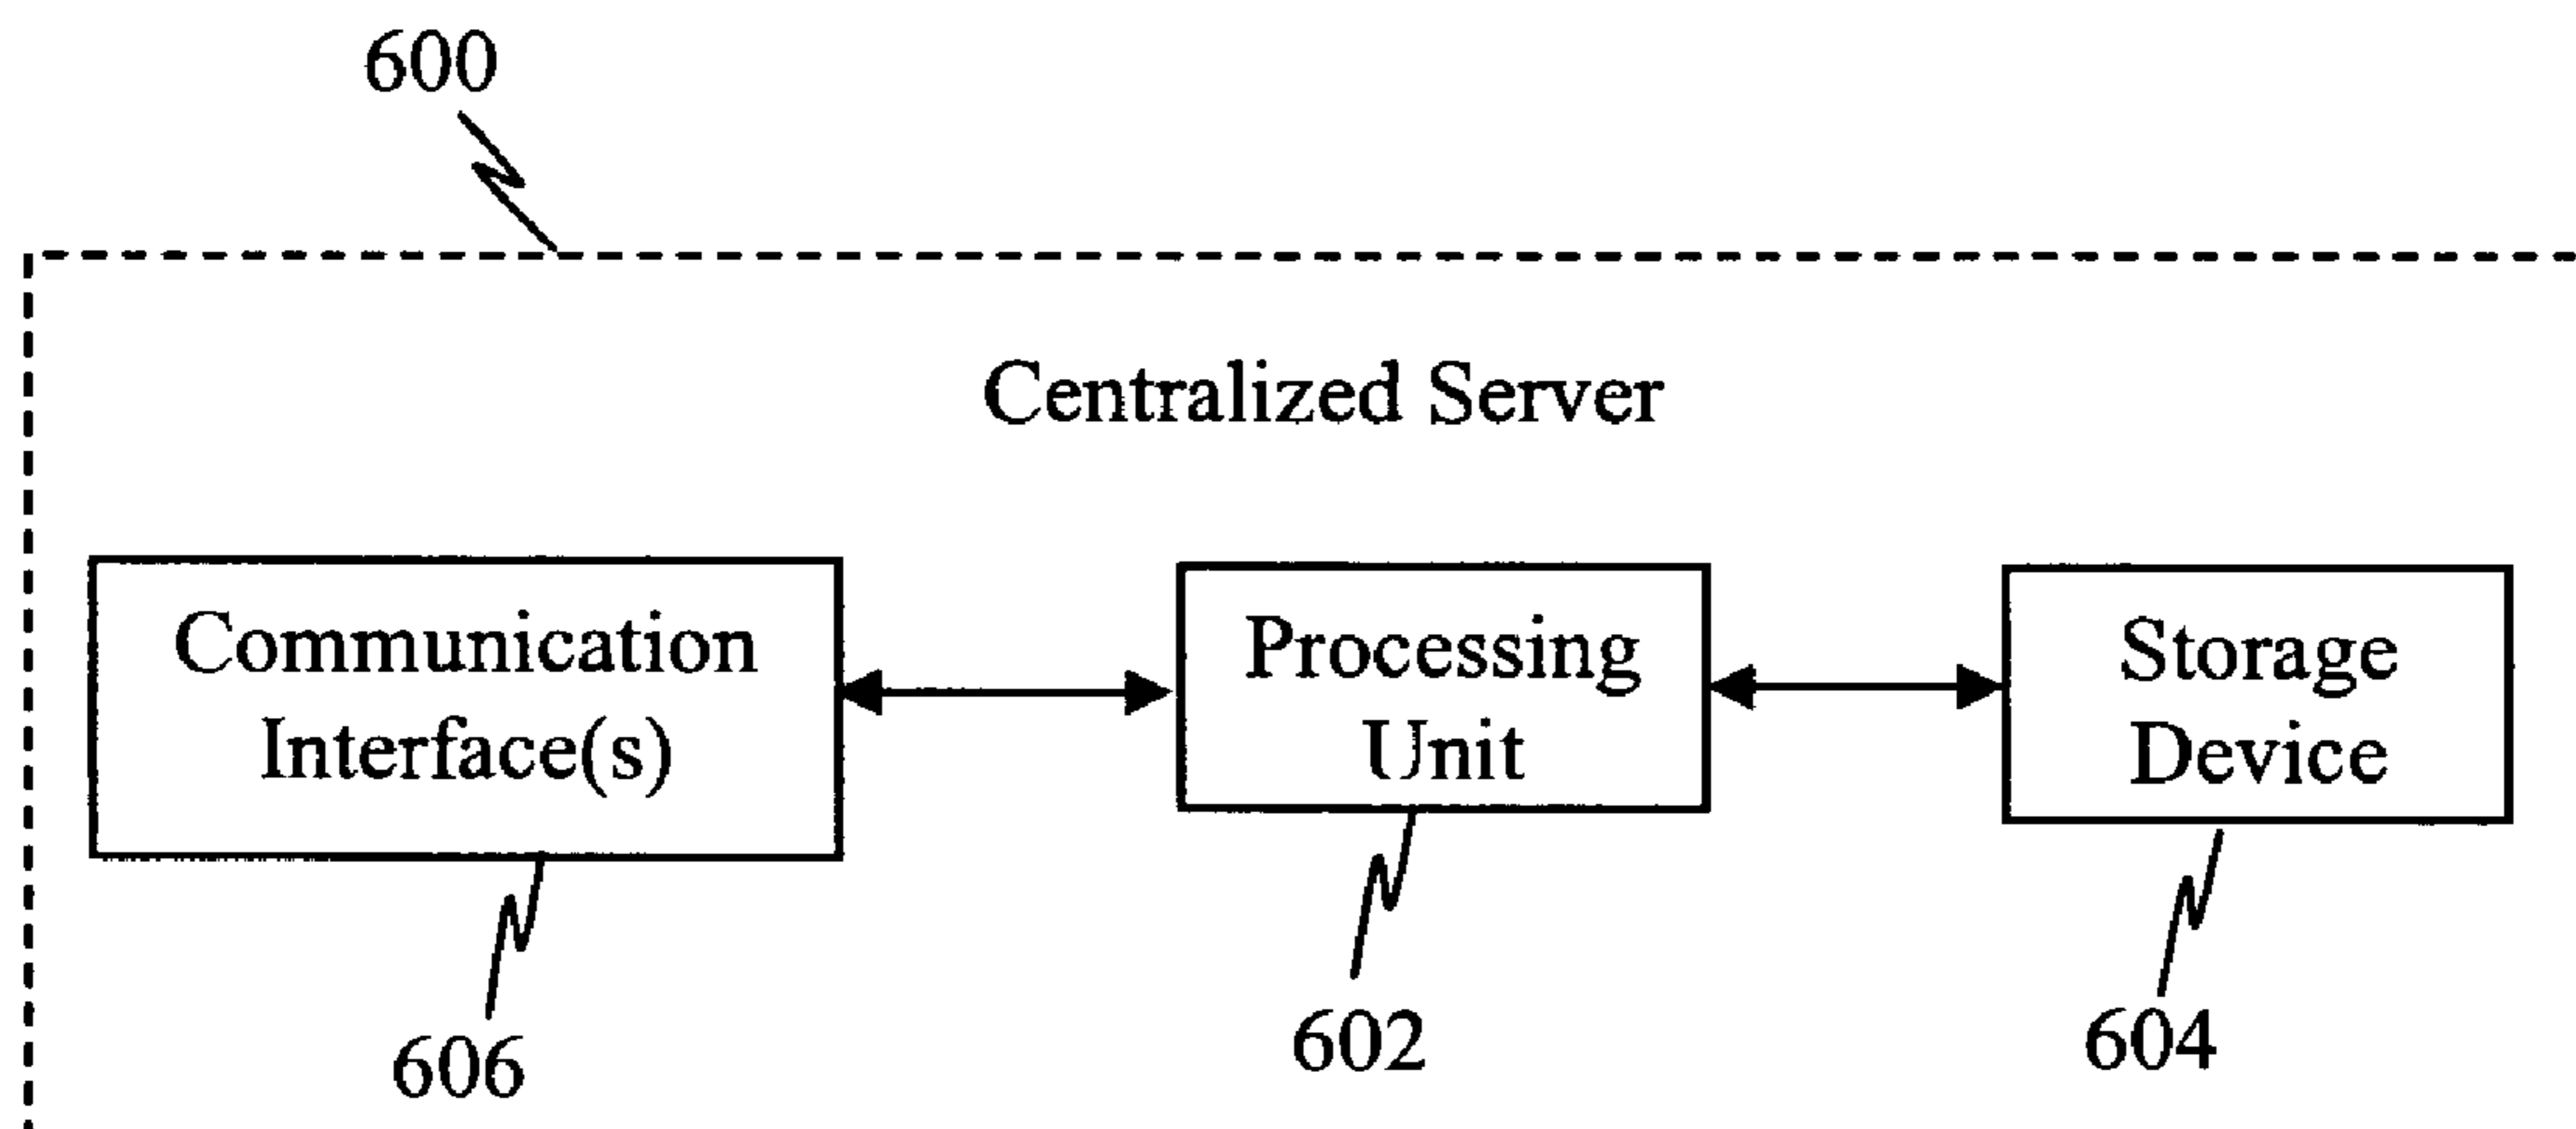 600
Centralized Server
Communication
Interface(s)
Processing
Unit
Storage
Device
606
602
604